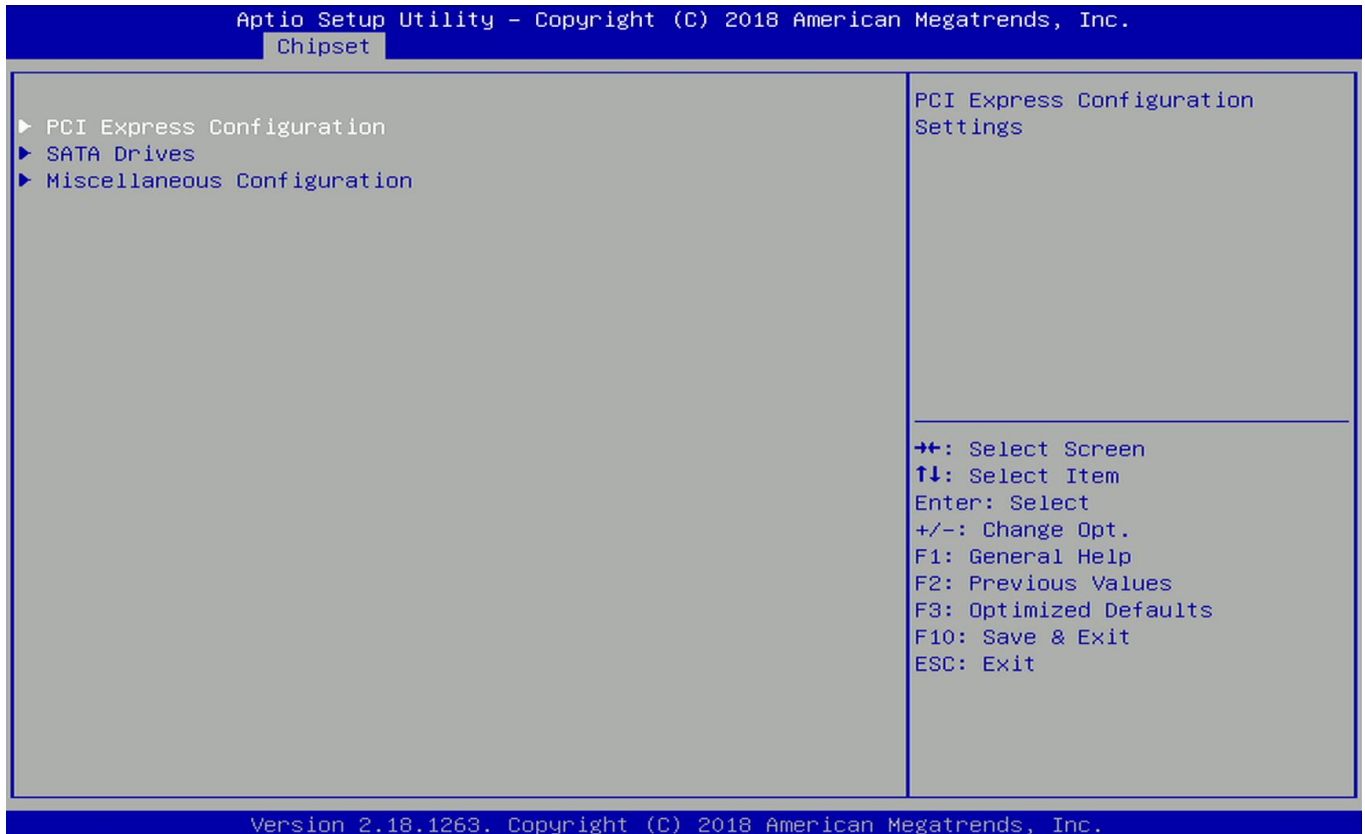 Aptio Setup Utility – Copyright (C) 2018 American Megatrends, Inc.
Chipset
► PCI Express Configuration
► SATA Drives
► Miscellaneous Configuration
PCI Express Configuration
Settings
→←: Select Screen
↑↓: Select Item
Enter: Select
+/-: Change Opt.
F1: General Help
F2: Previous Values
F3: Optimized Defaults
F10: Save & Exit
ESC: Exit
Version 2.18.1263. Copyright (C) 2018 American Megatrends, Inc.